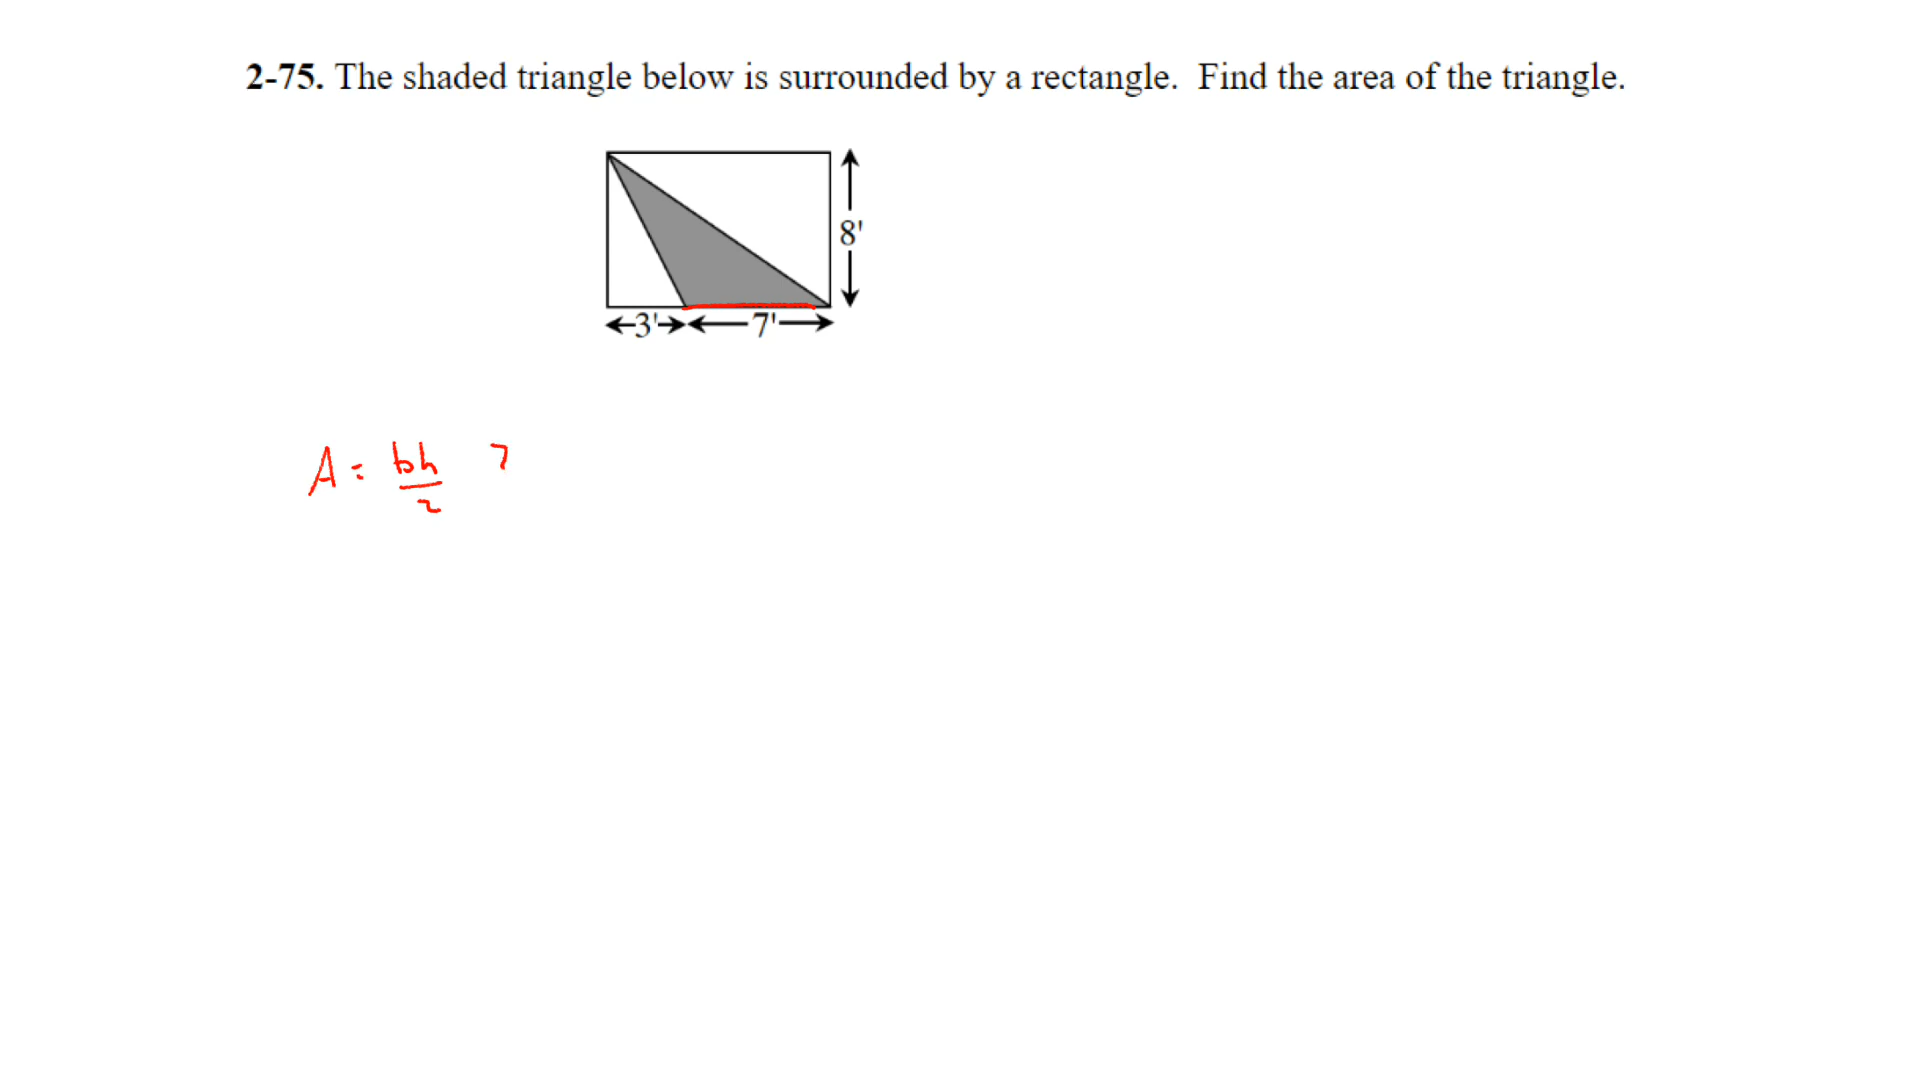 2-75. The shaded triangle below is surrounded by a rectangle. Find the area of the triangle.
8'
3' 7'
A = bh 7
2